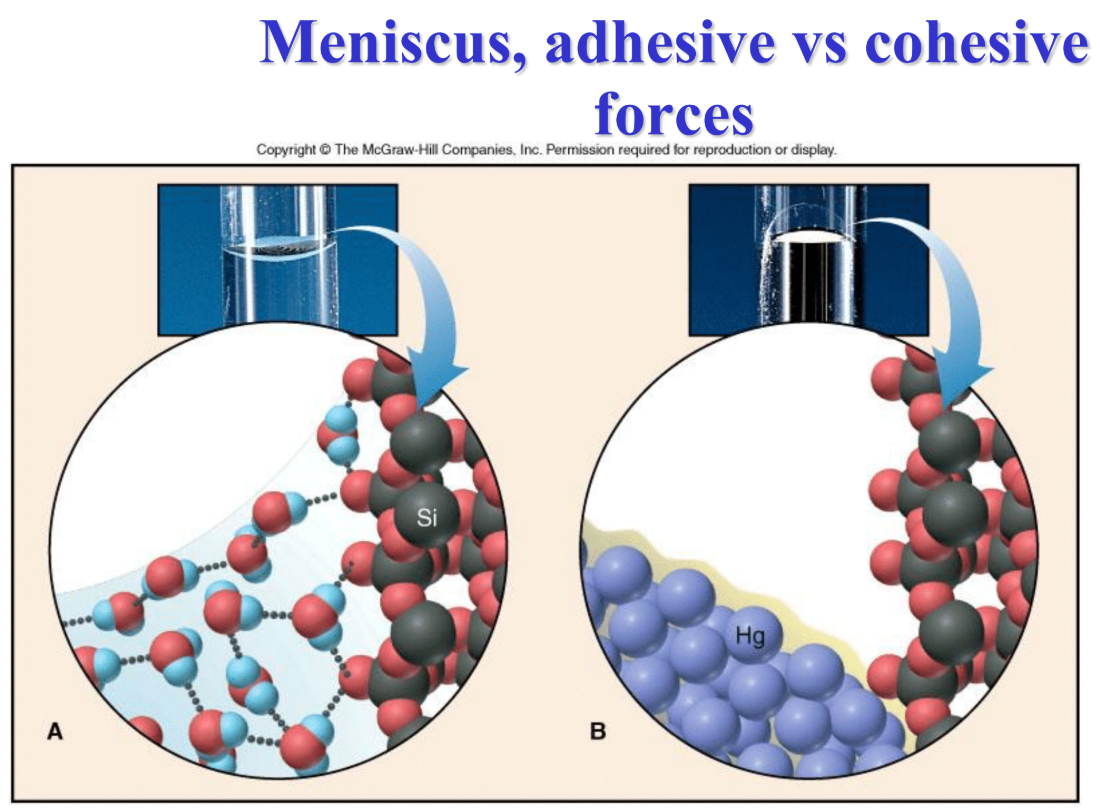 Meniscus, adhesive vs cohesive
forces
Copyright © The McGraw-Hill Companies, Inc. Permission required for reproduction or display.
Si
Hg
A
B